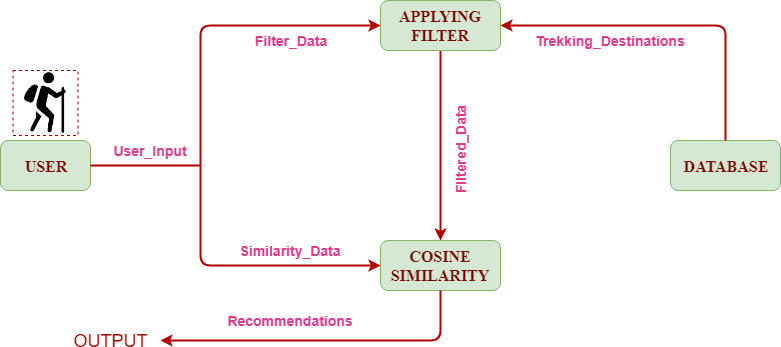 APPLYING
FILTER
Filter_Data
Trekking_Destinations
User_Input
USER
Filtered_Data
DATABASE
Similarity_Data
COSINE
SIMILARITY
Recommendations
OUTPUT